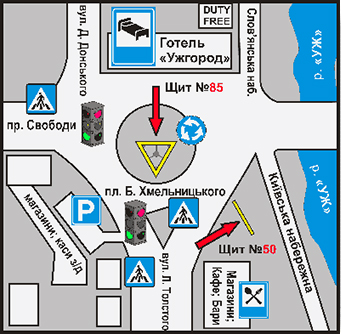 DUTY
FREE
вул. Д. Донського
Слов'янська наб.
р. «УЖ»
Готель
«Ужгород»
Щит №85
пр. Свободи
пл. Б. Хмельницького
р. «УЖ»
P
магазини; каси з/д
Київська набережна
Щит №50
вул. Л. Толстого
Магазини;
Кафе; Бари